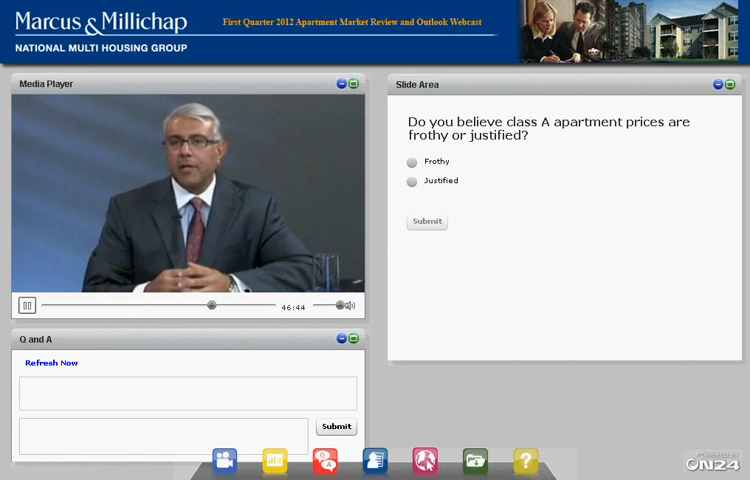 Marcus & Millichap
NATIONAL MULTI HOUSING GROUP
First Quarter 2012 Apartment Market Review and Outlook Webcast
Media Player
46:44
Slide Area
Do you believe class A apartment prices are
frothy or justified?
Frothy
Justified
Submit
Q and A
Refresh Now
Submit
Q
A
?
POWERED BY
ON24